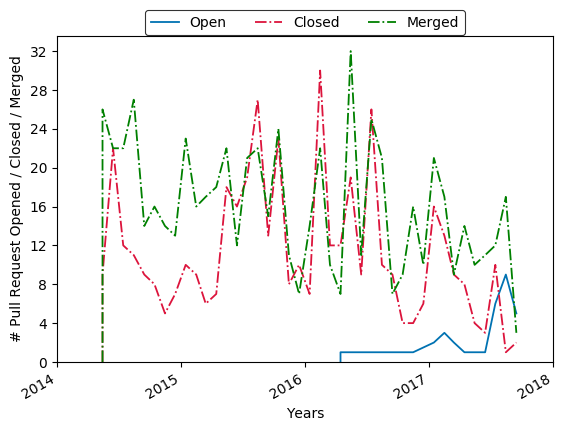 Open Closed Merged
# Pull Request Opened / Closed / Merged
32
28
24
20
16
12
8
4
0
2014 2015 2016 2017 2018
Years